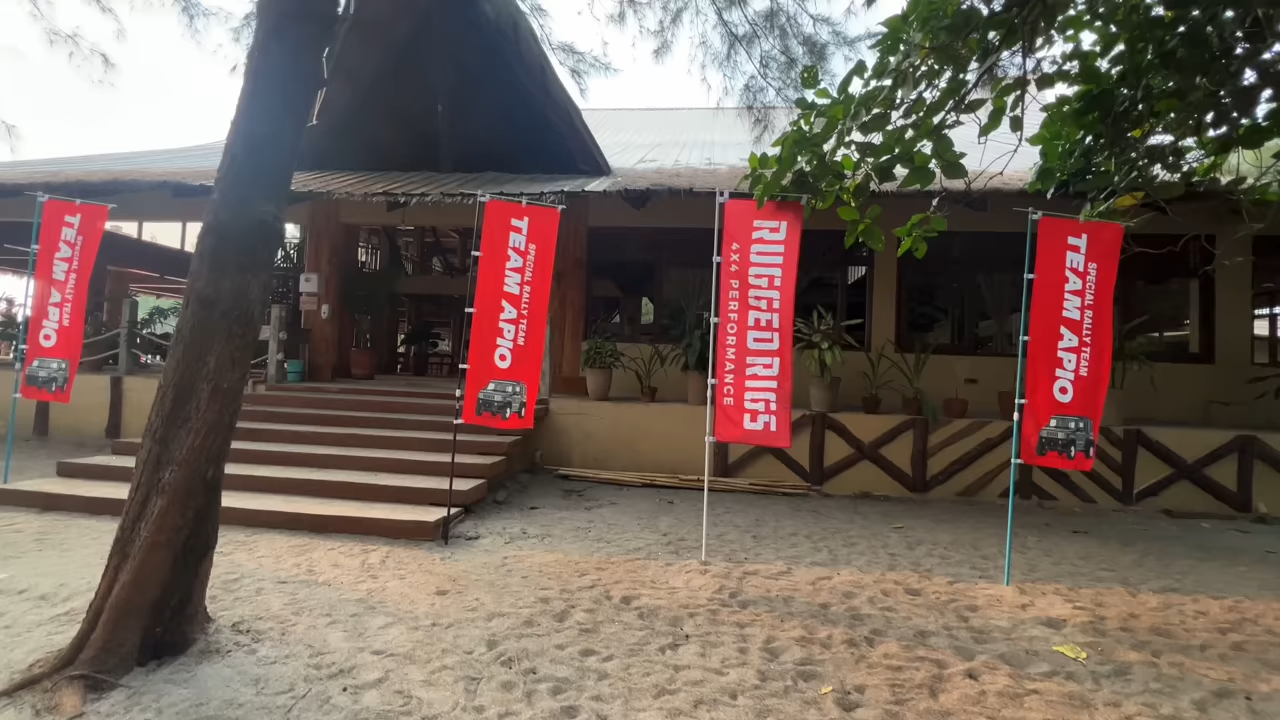 SPECIAL RALLY TEAM
TEAM APIO
SPECIAL RALLY TEAM
TEAM APIO
RUGGED RIGS
4X4 PERFORMANCE
SPECIAL RALLY TEAM
TEAM APIO